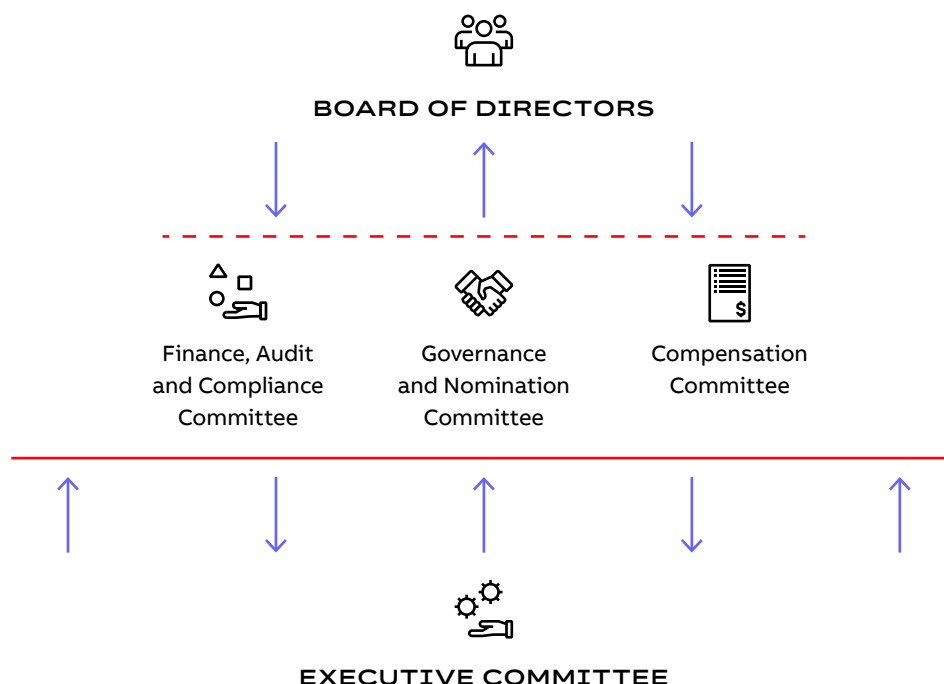 BOARD OF DIRECTORS
Finance, Audit
and Compliance
Committee
Governance
and Nomination
Committee
$
Compensation
Committee
EXECUTIVE COMMITTEE